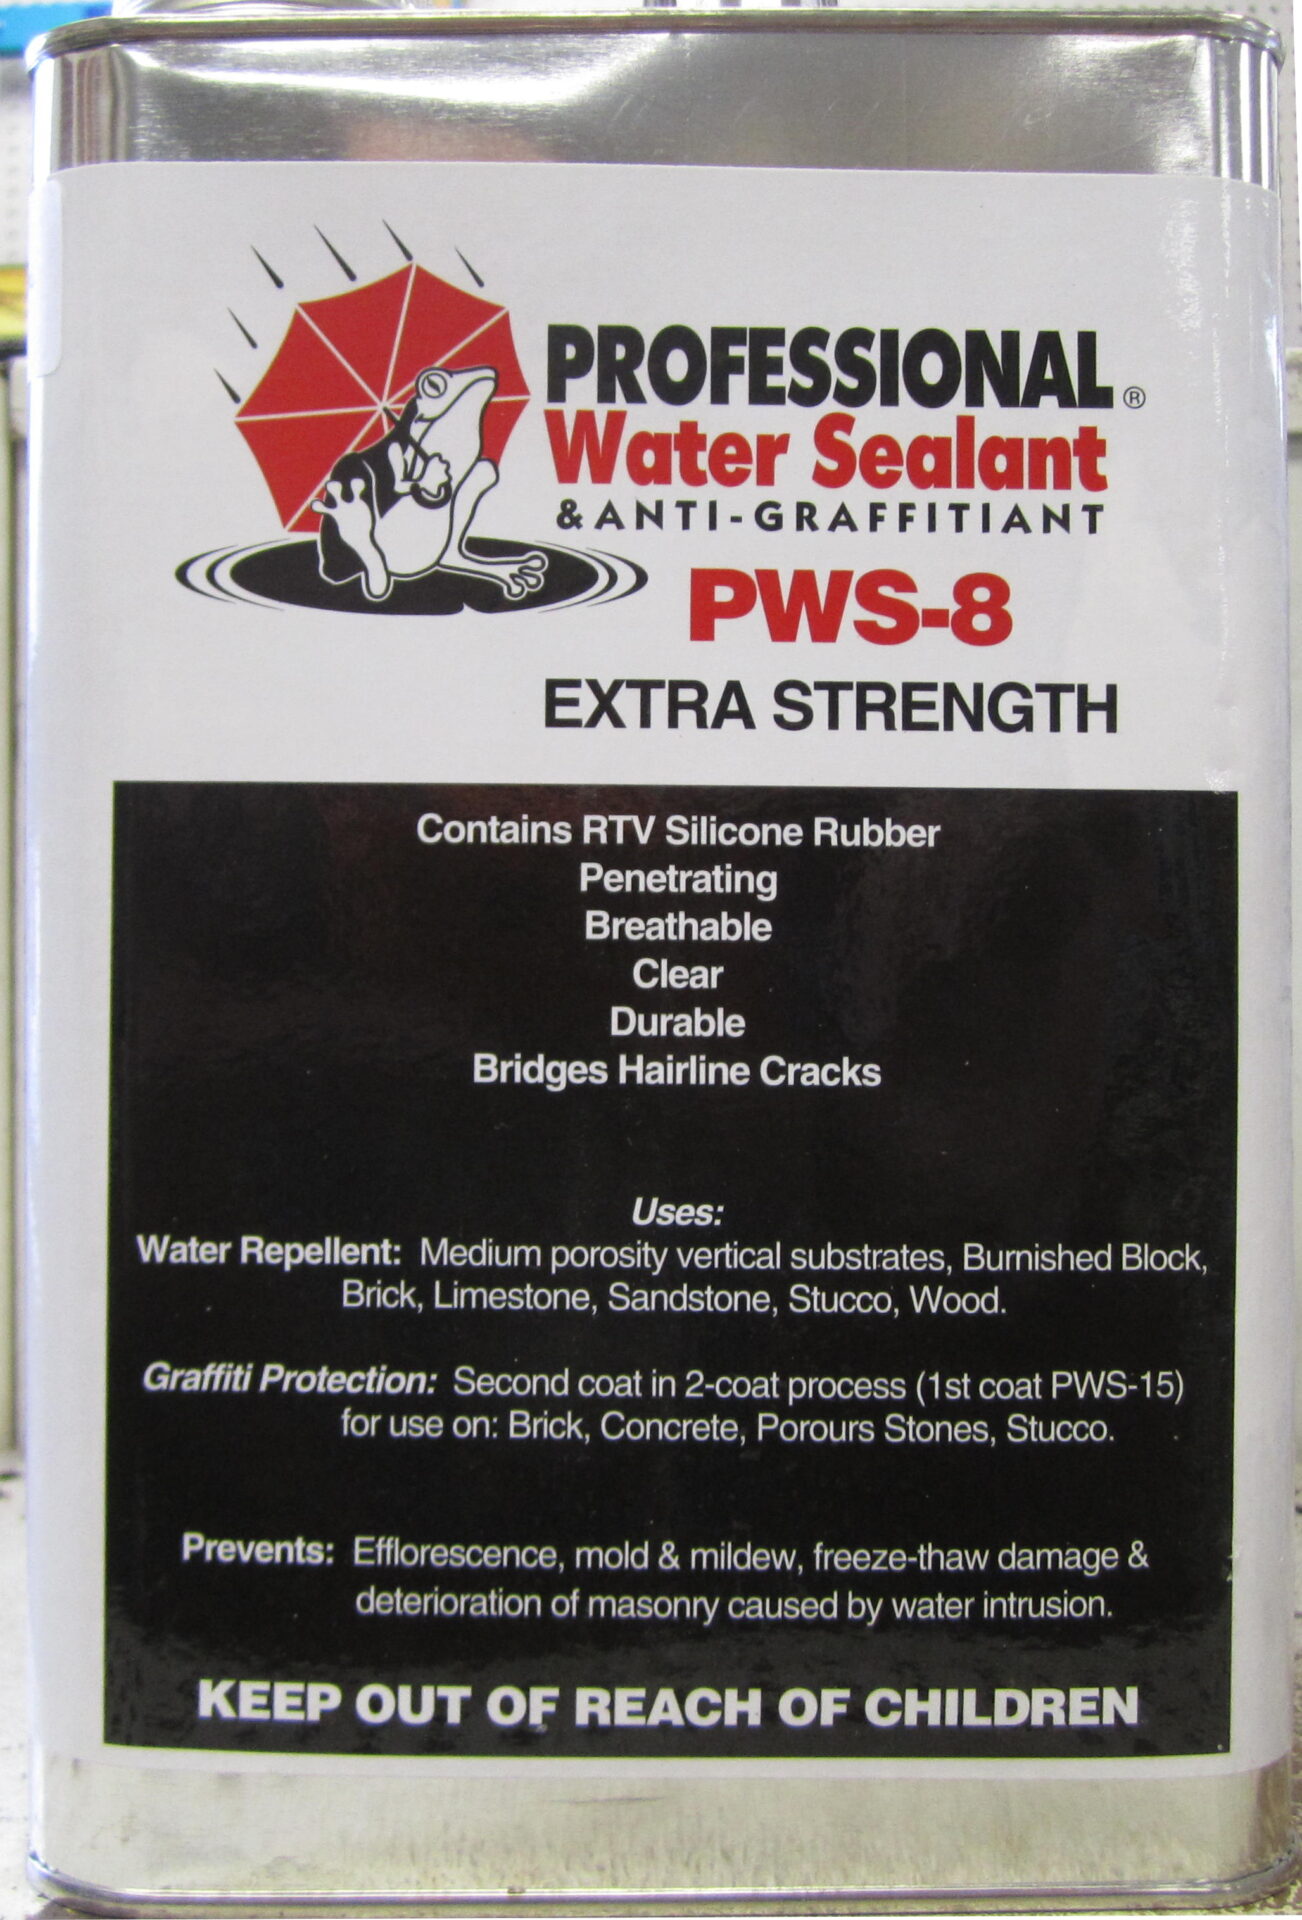 PROFESSIONAL ®
Water Sealant
& ANTI-GRAFFITIANT
PWS-8
EXTRA STRENGTH
Contains RTV Silicone Rubber
Penetrating
Breathable
Clear
Durable
Bridges Hairline Cracks
Uses:
Water Repellent: Medium porosity vertical substrates, Burnished Block,
Brick, Limestone, Sandstone, Stucco, Wood.
Graffiti Protection: Second coat in 2-coat process (1st coat PWS-15)
for use on: Brick, Concrete, Porours Stones, Stucco.
Prevents: Efflorescence, mold & mildew, freeze-thaw damage &
deterioration of masonry caused by water intrusion.
KEEP OUT OF REACH OF CHILDREN